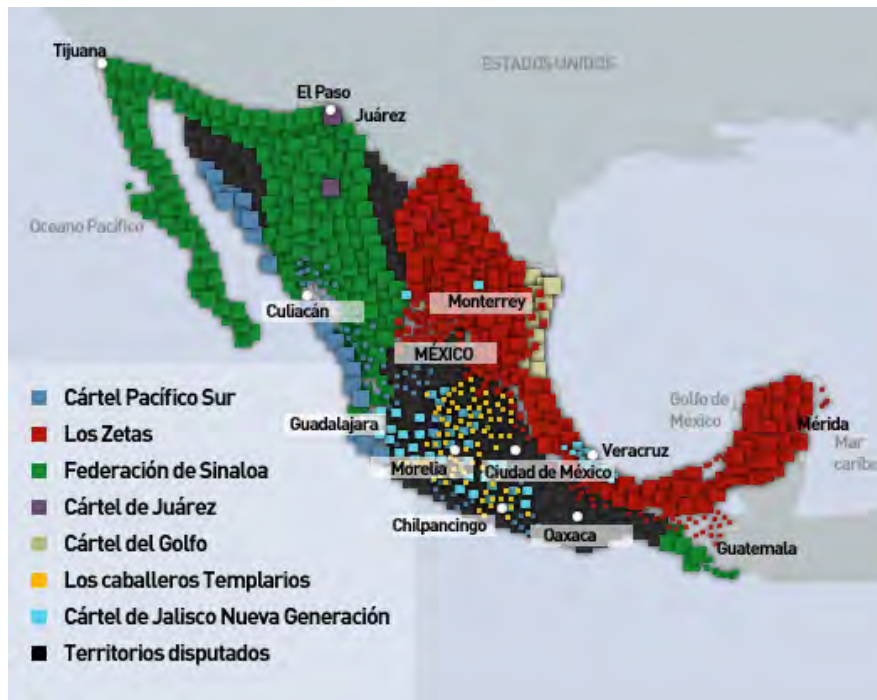 Tijuana
ESTADOS UNIDOS
El Paso
Juárez
Oceano Pacífico
Culiacán
Monterrey
MÉXICO
Golfo de
México
Guadalajara
Mérida
Mar
caribe
Veracruz
Morelia
Ciudad de México
Chilpancingo
Oaxaca
Guatemala
Cártel Pacífico Sur
Los Zetas
Federación de Sinaloa
Cártel de Juárez
Cártel del Golfo
Los caballeros Templarios
Cártel de Jalisco Nueva Generación
Territorios disputados